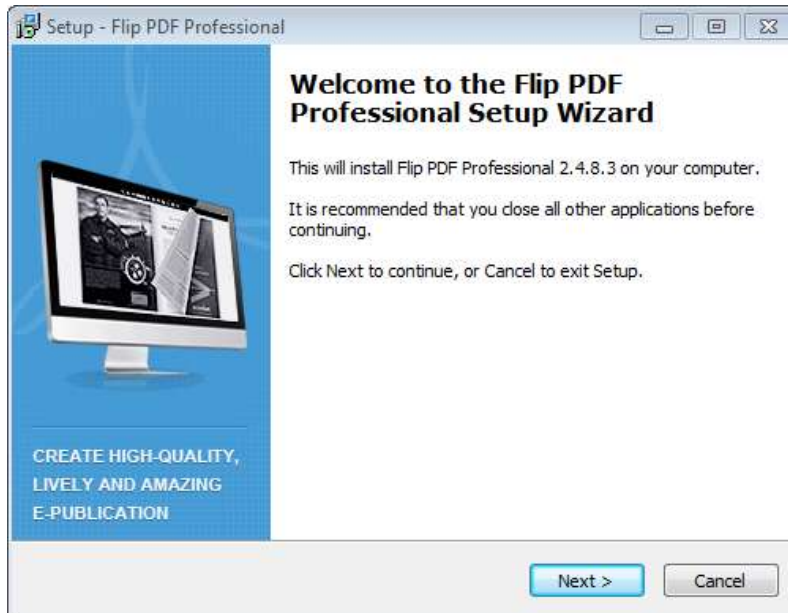 Setup - Flip PDF Professional
Welcome to the Flip PDF
Professional Setup Wizard
This will install Flip PDF Professional 2.4.8.3 on your computer.
It is recommended that you close all other applications before
continuing.
Click Next to continue, or Cancel to exit Setup.
CREATE HIGH-QUALITY,
LIVELY AND AMAZING
E-PUBLICATION
Next >
Cancel